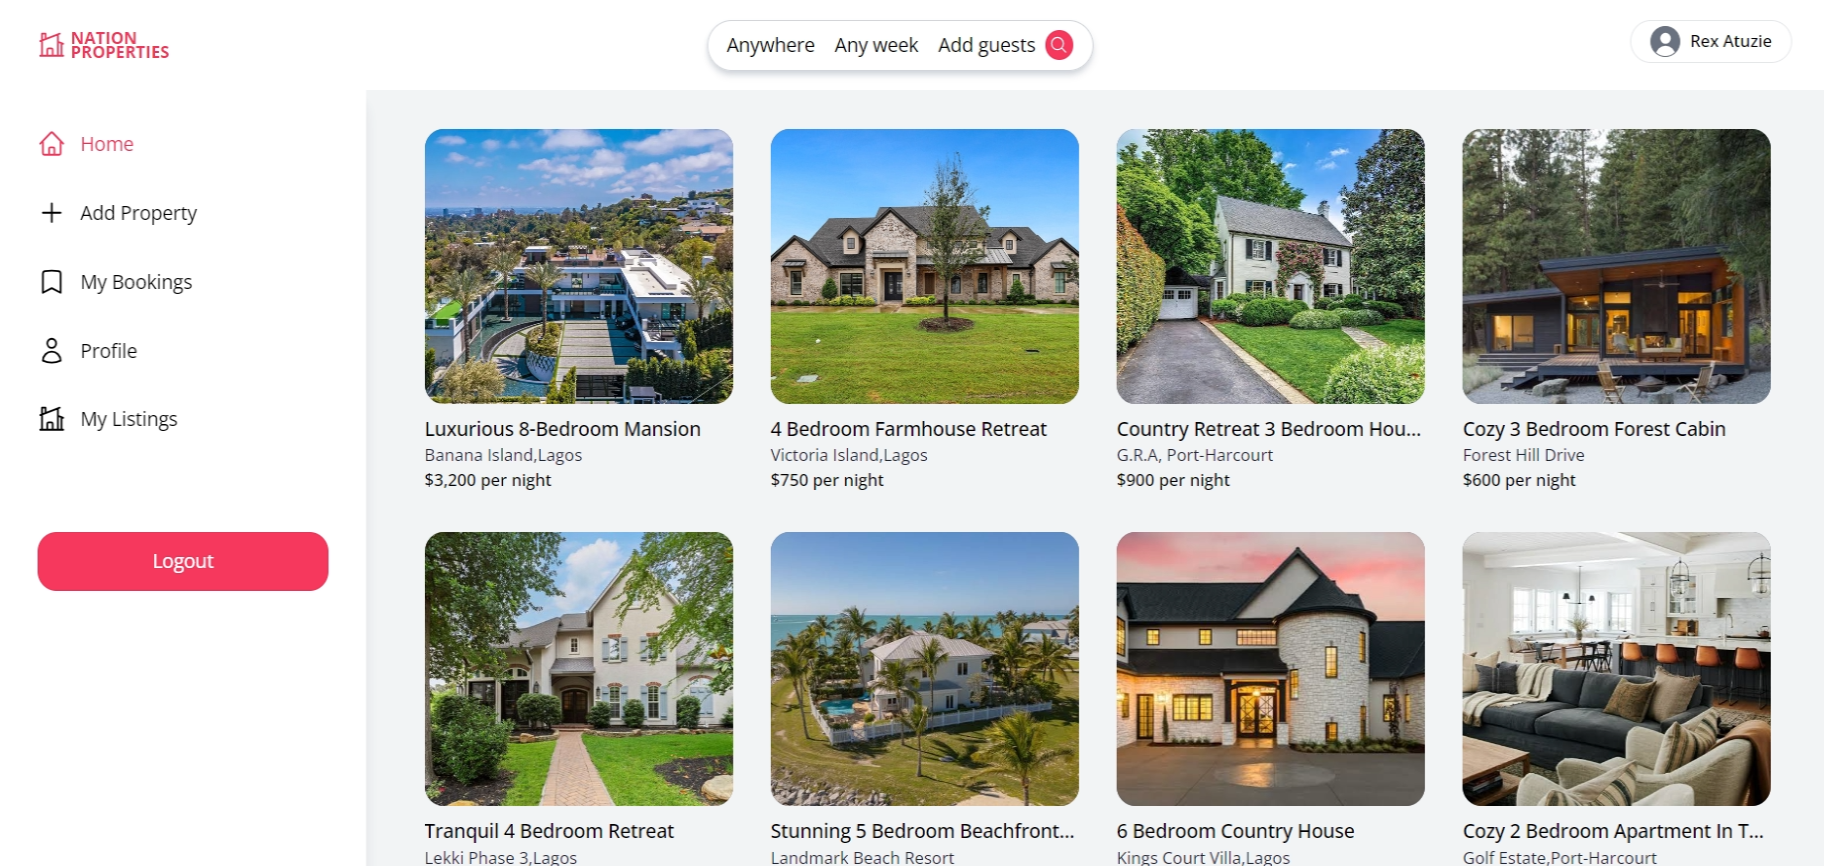 NATION
PROPERTIES
Anywhere Any week Add guests
Rex Atuzie
Home
Add Property
My Bookings
Profile
My Listings
Logout
Luxurious 8-Bedroom Mansion
Banana Island,Lagos
$3,200 per night
4 Bedroom Farmhouse Retreat
Victoria Island,Lagos
$750 per night
Country Retreat 3 Bedroom Hou...
G.R.A, Port-Harcourt
$900 per night
Cozy 3 Bedroom Forest Cabin
Forest Hill Drive
$600 per night
Tranquil 4 Bedroom Retreat
Lekki Phase 3,Lagos
Stunning 5 Bedroom Beachfront...
Landmark Beach Resort
6 Bedroom Country House
Kings Court Villa,Lagos
Cozy 2 Bedroom Apartment In T...
Golf Estate,Port-Harcourt